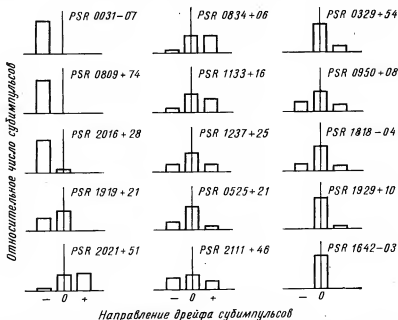 PSR 0031-07 PSR 0834+06 PSR 0329+54
PSR 0809+74 PSR 1133+16 PSR 0950+08
PSR 2016+28 PSR 1237+25 PSR 1818-04
PSR 1919+21 PSR 0525+21 PSR 1929+10
PSR 2021+51 PSR 2111+46 PSR 1642-03
− 0 + − 0 + − 0 +
Относительное число субимпульсов
Направление дрейфа субимпульсов